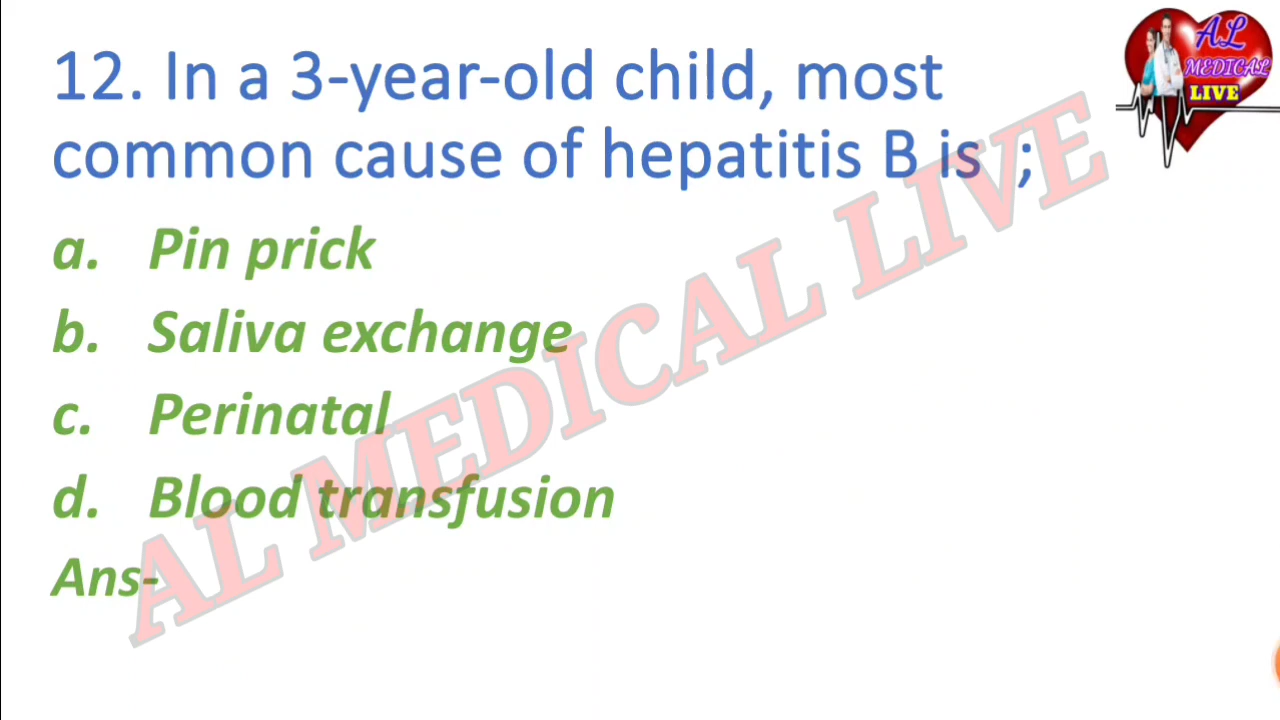 12. In a 3-year-old child, most
common cause of hepatitis B is ;
a. Pin prick
b. Saliva exchange
c. Perinatal
d. Blood transfusion
Ans-
AL MEDICAL LIVE
AL
MEDICAL
LIVE